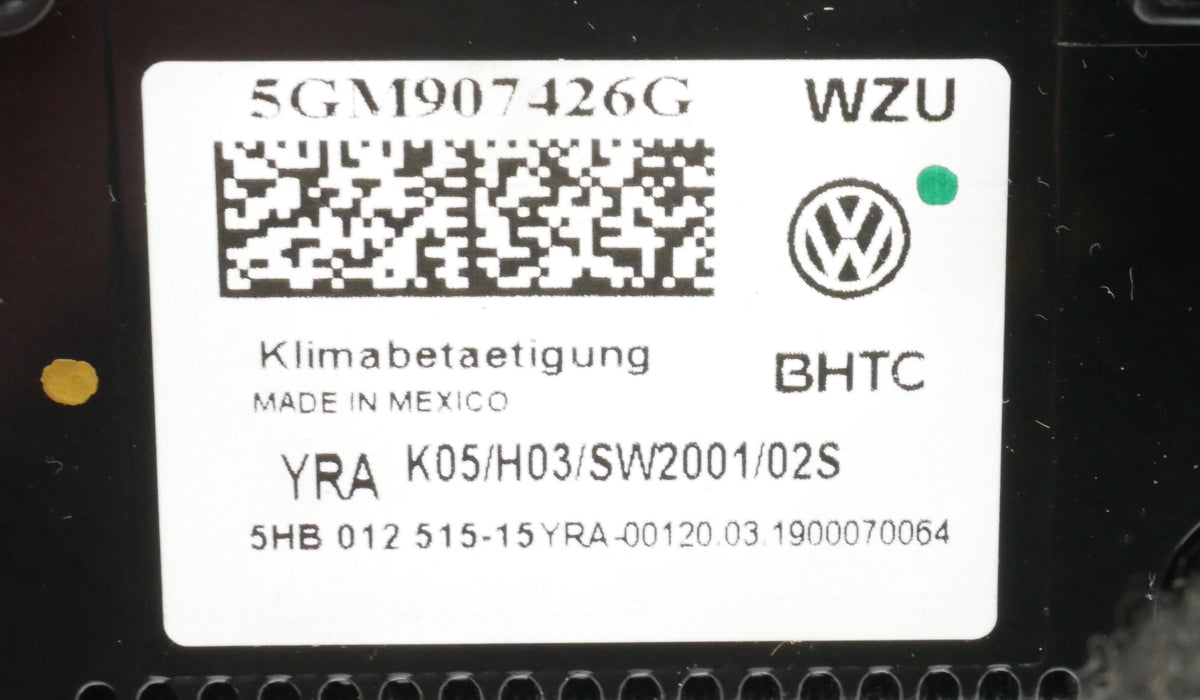 5GM907426G WZU
Klimabetaetigung
BHTC
MADE IN MEXICO
YRA K05/H03/SW2001/02S
5HB 012 515-15YRA-00120.03.1900070064